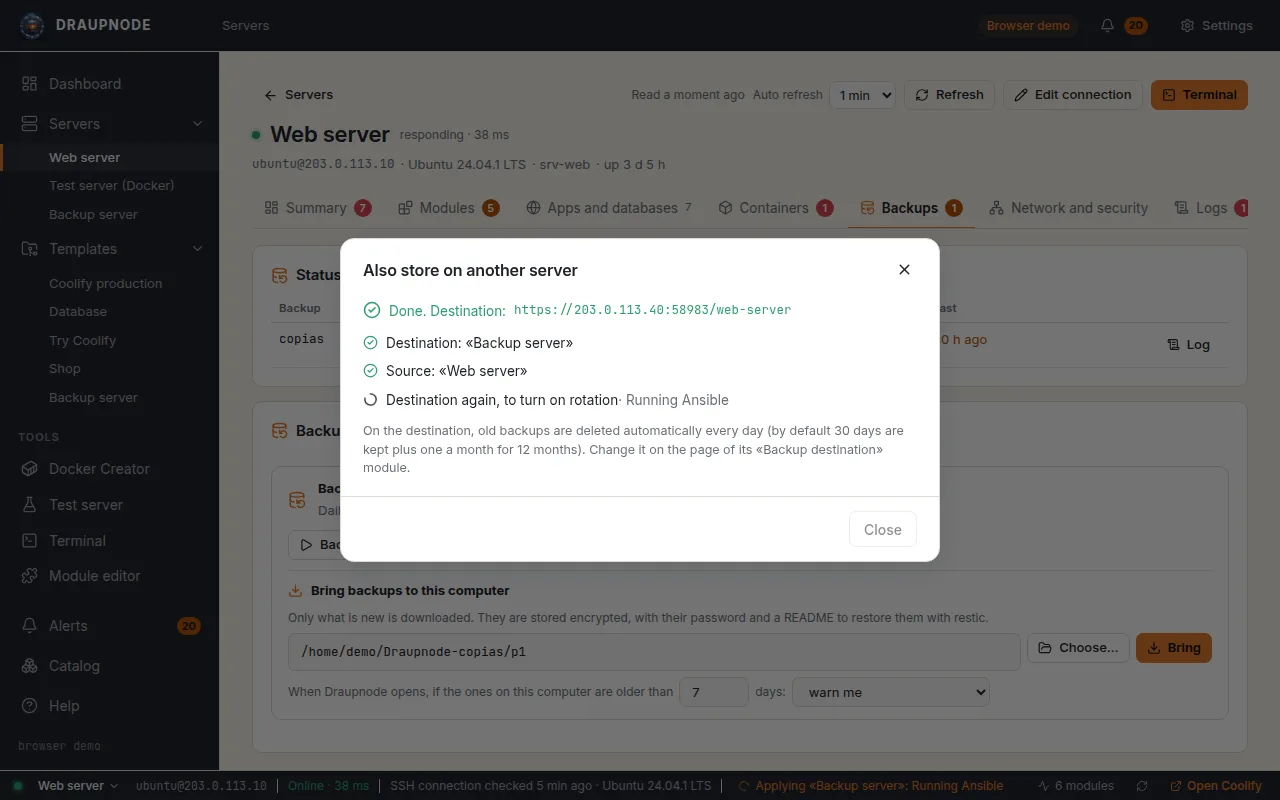 DRAUPNODE
Servers
Browser demo
20
Settings
Dashboard
Servers
Web server
Test server (Docker)
Backup server
Templates
Coolify production
Database
Try Coolify
Shop
Backup server
TOOLS
Docker Creator
Test server
Terminal
Module editor
Alerts 20
Catalog
Help
browser demo
Servers
Read a moment ago Auto refresh 1 min Refresh Edit connection Terminal
Web server responding · 38 ms
ubuntu@203.0.113.10 · Ubuntu 24.04.1 LTS · srv-web · up 3 d 5 h
Summary 7 Modules 5 Apps and databases 7 Containers 1 Backups 1 Network and security Logs 1
Status
Backup
copias
0 h ago
Log
Also store on another server
Done. Destination: https://203.0.113.40:58983/web-server
Destination: «Backup server»
Source: «Web server»
Destination again, to turn on rotation· Running Ansible
On the destination, old backups are deleted automatically every day (by default 30 days are
kept plus one a month for 12 months). Change it on the page of its «Backup destination»
module.
Close
Bring backups to this computer
Only what is new is downloaded. They are stored encrypted, with their password and a README to restore them with restic.
/home/demo/Draupnode-copias/p1
Choose... Bring
When Draupnode opens, if the ones on this computer are older than 7 days: warn me
Web server ubuntu@203.0.113.10 Online · 38 ms SSH connection checked 5 min ago · Ubuntu 24.04.1 LTS Applying «Backup server»: Running Ansible 6 modules Open Coolify